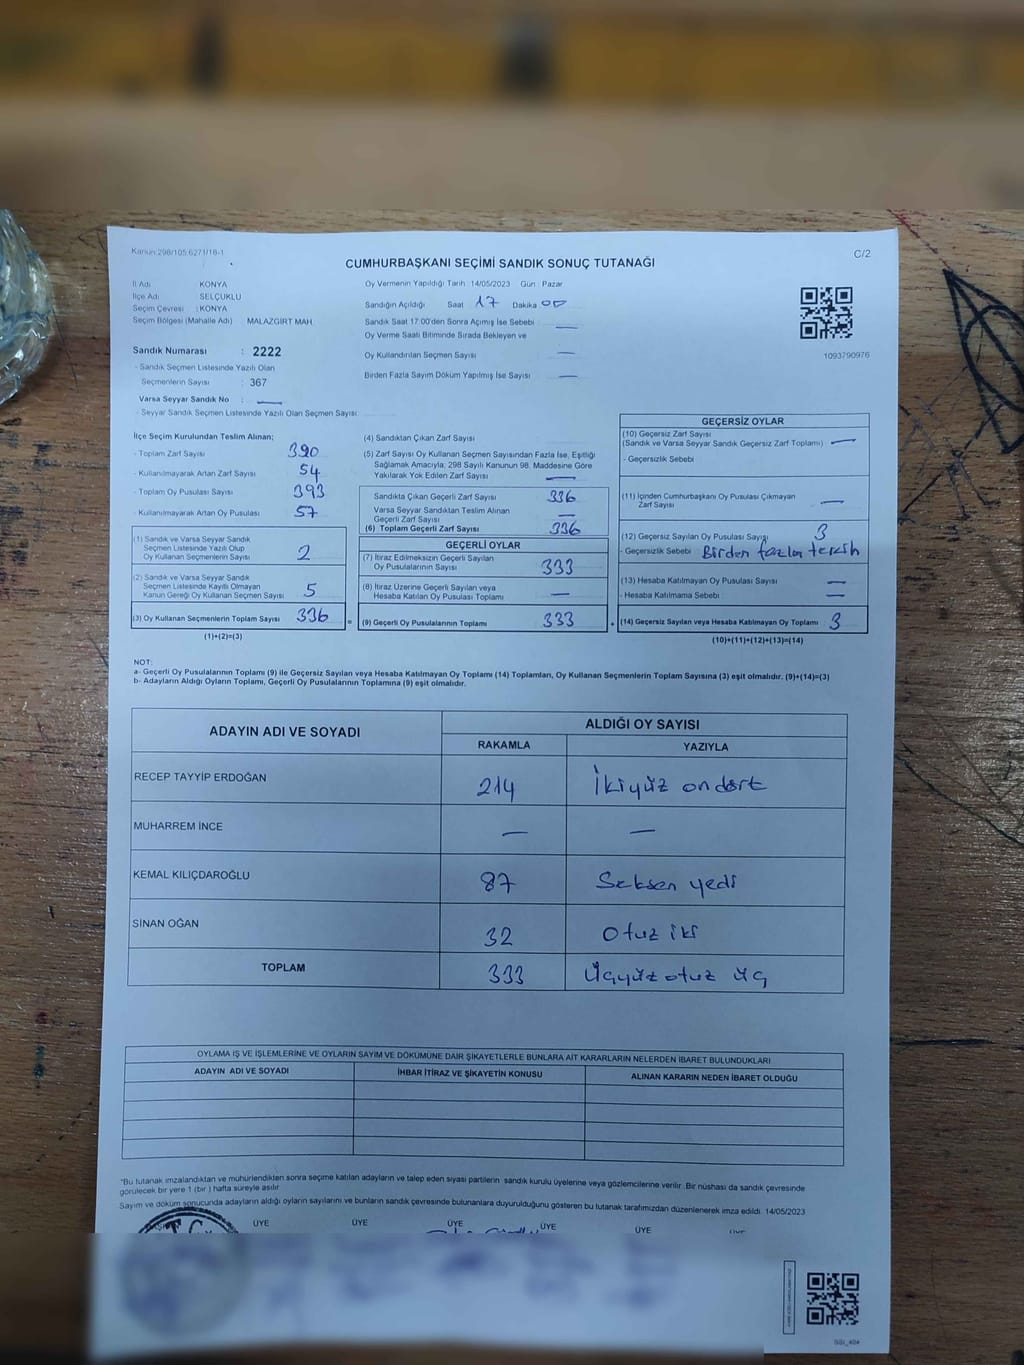 Kanun:298/105;6271/18-1
C/2
CUMHURBAŞKANI SEÇİMİ SANDIK SONUÇ TUTANAĞI
İl Adı KONYA
İlçe Adı SELÇUKLU
Seçim Çevresi : KONYA
Seçim Bölgesi (Mahalle Adı) MALAZGİRT MAH.
Sandık Numarası : 2222
- Sandık Seçmen Listesinde Yazılı Olan
Seçmenlerin Sayısı : 367
Varsa Seyyar Sandık No : —
- Seyyar Sandık Seçmen Listesinde Yazılı Olan Seçmen Sayısı:
Oy Vermenin Yapıldığı Tarih 14/05/2023 Gün : Pazar
Sandığın Açıldığı Saat 17 Dakika 00
Sandık Saat 17:00'den Sonra Açılmış İse Sebebi —
Oy Verme Saati Bitiminde Sırada Bekleyen ve
Oy Kullandırılan Seçmen Sayısı —
Birden Fazla Sayım Döküm Yapılmış İse Sayısı —
1093790976
İlçe Seçim Kurulundan Teslim Alınan:
- Toplam Zarf Sayısı 390
- Kullanılmayarak Artan Zarf Sayısı 54
- Toplam Oy Pusulası Sayısı 393
- Kullanılmayarak Artan Oy Pusulası 57
(1) Sandık ve Varsa Seyyar Sandık
Seçmen Listesinde Yazılı Olup
Oy Kullanan Seçmenlerin Sayısı 2
(2) Sandık ve Varsa Seyyar Sandık
Seçmen Listesinde Kayıtlı Olmayan
Kanun Gereği Oy Kullanan Seçmen Sayısı 5
(3) Oy Kullanan Seçmenlerin Toplam Sayısı 336 =
(1)+(2)=(3)
(4) Sandıktan Çıkan Zarf Sayısı
(5) Zarf Sayısı Oy Kullanan Seçmen Sayısından Fazla İse, Eşitliği
Sağlamak Amacıyla; 298 Sayılı Kanunun 98. Maddesine Göre
Yakılarak Yok Edilen Zarf Sayısı —
Sandıkta Çıkan Geçerli Zarf Sayısı 336
Varsa Seyyar Sandıktan Teslim Alınan
Geçerli Zarf Sayısı —
(6) Toplam Geçerli Zarf Sayısı 336
GEÇERLİ OYLAR
(7) İtiraz Edilmeksizin Geçerli Sayılan
Oy Pusulalarının Sayısı 333
(8) İtiraz Üzerine Geçerli Sayılan veya
Hesaba Katılan Oy Pusulası Toplamı —
(9) Geçerli Oy Pusulalarının Toplamı 333 +
GEÇERSİZ OYLAR
(10) Geçersiz Zarf Sayısı
(Sandık ve Varsa Seyyar Sandık Geçersiz Zarf Toplamı) —
- Geçersizlik Sebebi
(11) İçinden Cumhurbaşkanı Oy Pusulası Çıkmayan
Zarf Sayısı —
(12) Geçersiz Sayılan Oy Pusulası Sayısı 3
- Geçersizlik Sebebi Birden fazla tercih
(13) Hesaba Katılmayan Oy Pusulası Sayısı —
- Hesaba Katılmama Sebebi —
(14) Geçersiz Sayılan veya Hesaba Katılmayan Oy Toplamı 3
(10)+(11)+(12)+(13)=(14)
NOT:
a- Geçerli Oy Pusulalarının Toplamı (9) ile Geçersiz Sayılan veya Hesaba Katılmayan Oy Toplamı (14) Toplamları, Oy Kullanan Seçmenlerin Toplam Sayısına (3) eşit olmalıdır. (9)+(14)=(3)
b- Adayların Aldığı Oyların Toplamı, Geçerli Oy Pusulalarının Toplamına (9) eşit olmalıdır.
ADAYIN ADI VE SOYADI
ALDIĞI OY SAYISI
RAKAMLA YAZIYLA
RECEP TAYYİP ERDOĞAN 214 İkiyüz ondört
MUHARREM İNCE — —
KEMAL KILIÇDAROĞLU 87 Seksen yedi
SİNAN OĞAN 32 Otuz iki
TOPLAM 333 Üçyüz otuz üç
OYLAMA İŞ VE İŞLEMLERİNE VE OYLARIN SAYIM VE DÖKÜMÜNE DAİR ŞİKAYETLERLE BUNLARA AİT KARARLARIN NELERDEN İBARET BULUNDUKLARI
ADAYIN ADI VE SOYADI İHBAR İTİRAZ VE ŞİKAYETİN KONUSU ALINAN KARARIN NEDEN İBARET OLDUĞU
"Bu tutanak imzalandıktan ve mühürlendikten sonra seçime katılan adayların ve talep eden siyasi partilerin sandık kurulu üyelerine veya gözlemcilerine verilir. Bir nüshası da sandık çevresinde
görülecek bir yere 1 (bir) hafta süreyle asılır.
Sayım ve döküm sonucunda adayların aldığı oyların sayılarını ve bunların sandık çevresinde bulunanlara duyurulduğunu gösteren bu tutanak tarafımızdan düzenlenerek imza edildi. 14/05/2023
ÜYE ÜYE ÜYE ÜYE ÜYE
T.C.